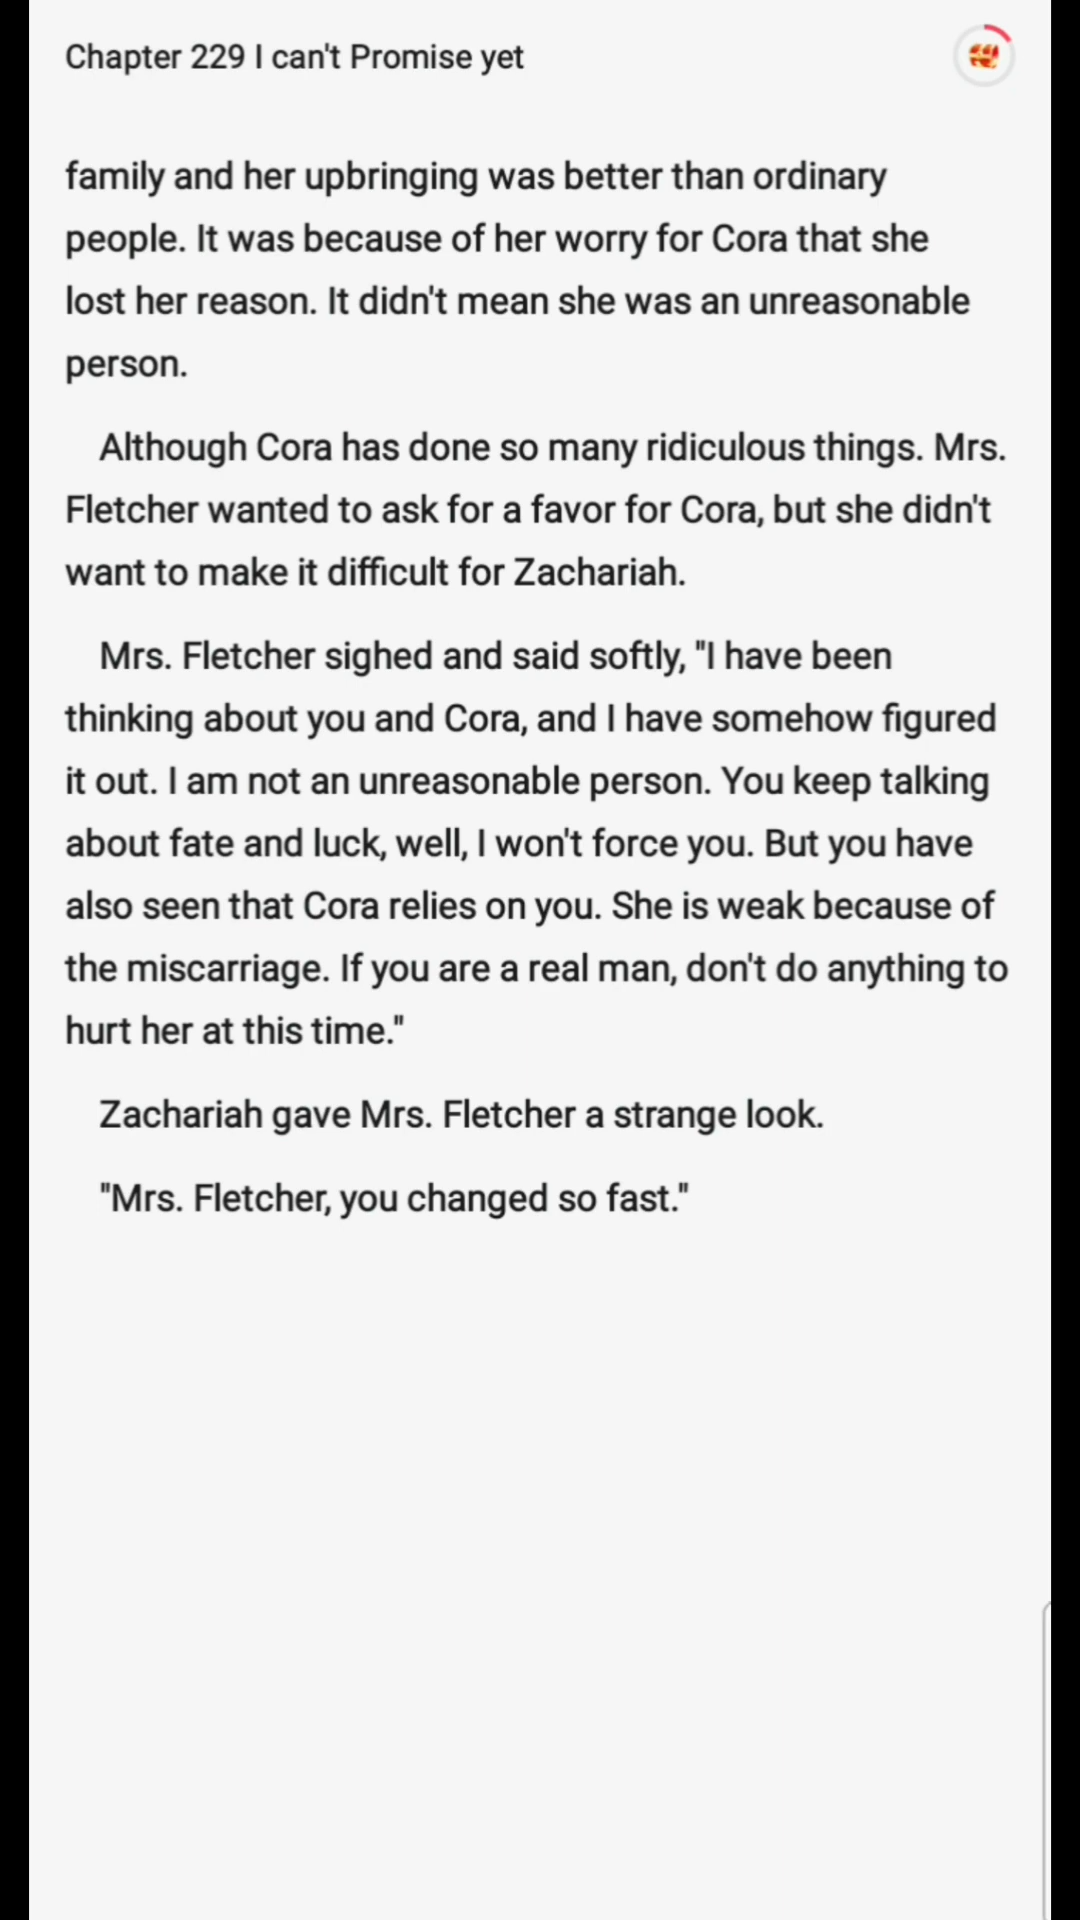 Chapter 229 I can't Promise yet
family and her upbringing was better than ordinary
people. It was because of her worry for Cora that she
lost her reason. It didn't mean she was an unreasonable
person.
Although Cora has done so many ridiculous things. Mrs.
Fletcher wanted to ask for a favor for Cora, but she didn't
want to make it difficult for Zachariah.
Mrs. Fletcher sighed and said softly, "I have been
thinking about you and Cora, and I have somehow figured
it out. I am not an unreasonable person. You keep talking
about fate and luck, well, I won't force you. But you have
also seen that Cora relies on you. She is weak because of
the miscarriage. If you are a real man, don't do anything to
hurt her at this time."
Zachariah gave Mrs. Fletcher a strange look.
"Mrs. Fletcher, you changed so fast."